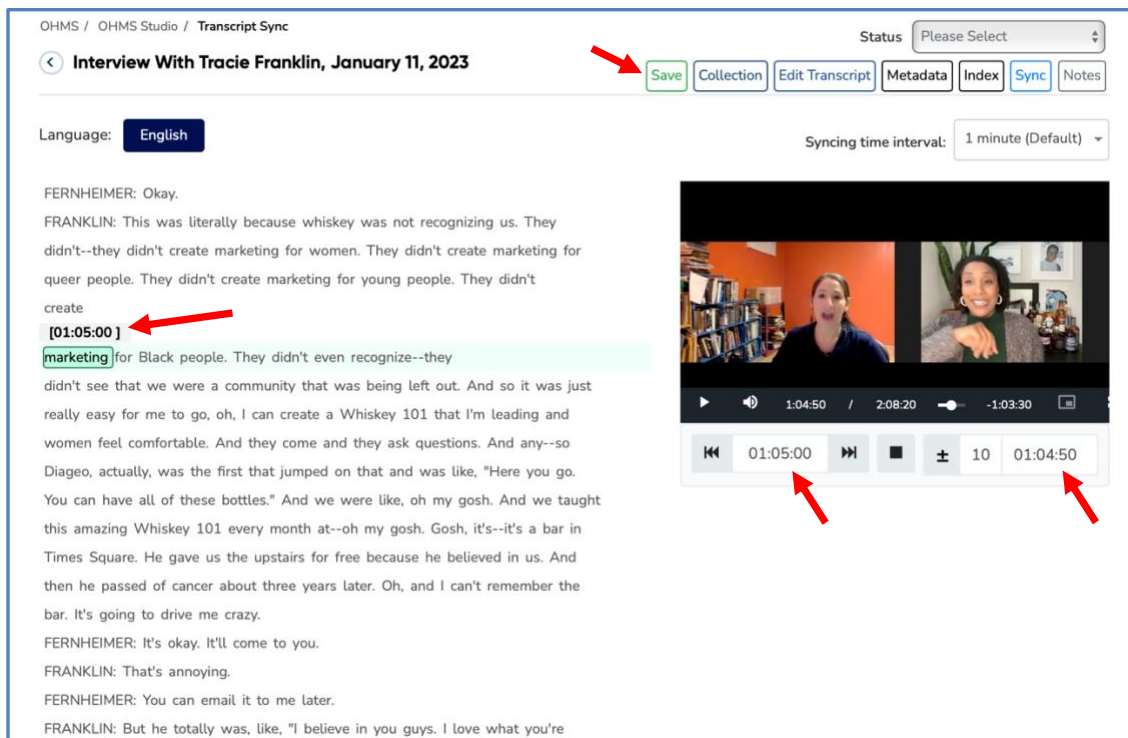 OHMS / OHMS Studio / Transcript Sync
Status Please Select
Interview With Tracie Franklin, January 11, 2023
Save Collection Edit Transcript Metadata Index Sync Notes
Language: English
Syncing time interval: 1 minute (Default)
FERNHEIMER: Okay.
FRANKLIN: This was literally because whiskey was not recognizing us. They
didn't--they didn't create marketing for women. They didn't create marketing for
queer people. They didn't create marketing for young people. They didn't
create
[01:05:00 ]
marketing for Black people. They didn't even recognize--they
didn't see that we were a community that was being left out. And so it was just
really easy for me to go, oh, I can create a Whiskey 101 that I'm leading and
women feel comfortable. And they come and they ask questions. And any--so
Diageo, actually, was the first that jumped on that and was like, "Here you go.
You can have all of these bottles." And we were like, oh my gosh. And we taught
this amazing Whiskey 101 every month at--oh my gosh. Gosh, it's--it's a bar in
Times Square. He gave us the upstairs for free because he believed in us. And
then he passed of cancer about three years later. Oh, and I can't remember the
bar. It's going to drive me crazy.
FERNHEIMER: It's okay. It'll come to you.
FRANKLIN: That's annoying.
FERNHEIMER: You can email it to me later.
FRANKLIN: But he totally was, like, "I believe in you guys. I love what you're
1:04:50 / 2:08:20 -1:03:30
01:05:00 ± 10 01:04:50